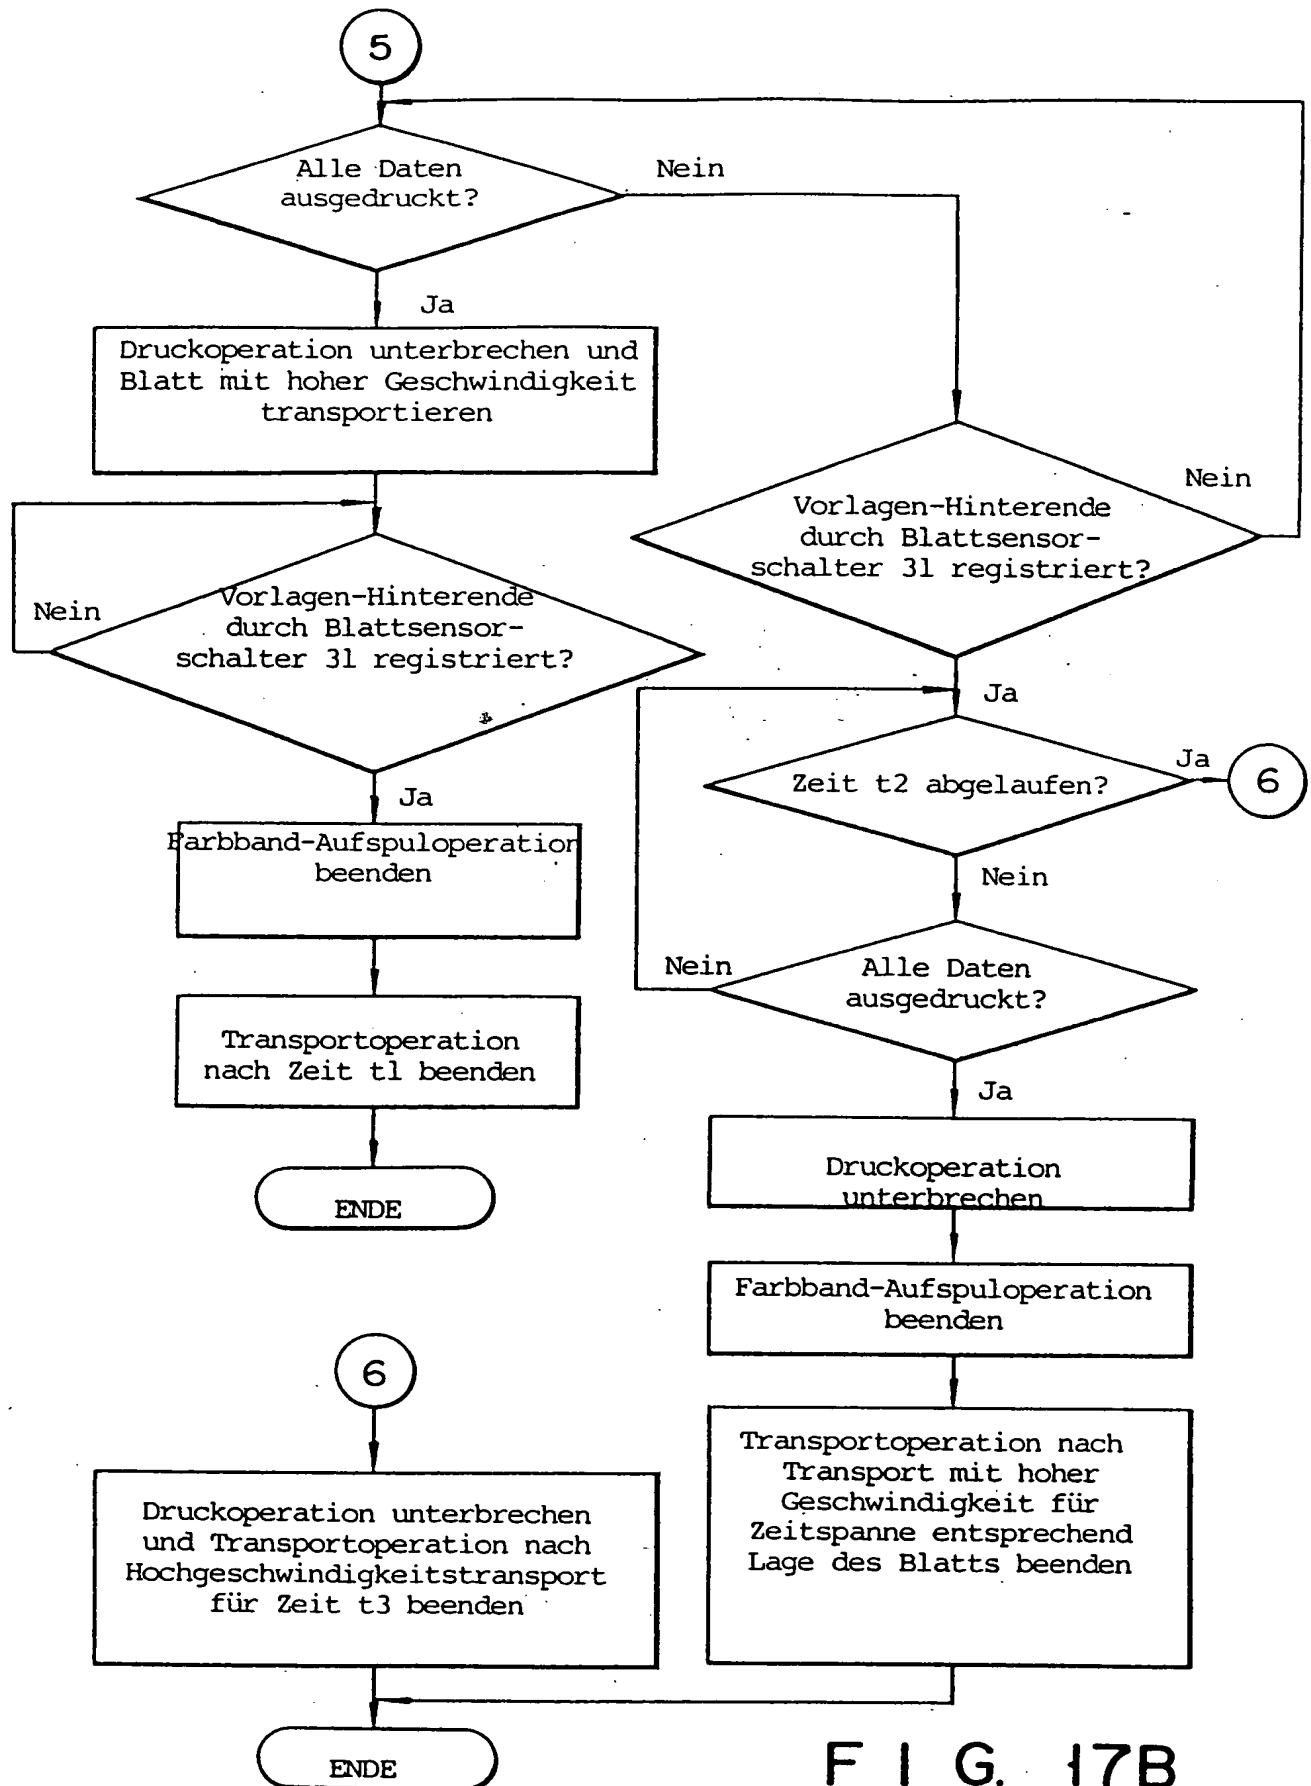 5
Alle Daten
ausgedruckt?
Nein
Ja
Druckoperation unterbrechen und
Blatt mit hoher Geschwindigkeit
transportieren
Nein
Vorlagen-Hinterende
durch Blattsensor-
schalter 31 registriert?
Nein
Vorlagen-Hinterende
durch Blattsensor-
schalter 31 registriert?
Ja
Ja
Zeit t2 abgelaufen?
Ja
6
Ja
Farbband-Aufspuloperation
beenden
Nein
Nein
Alle Daten
ausgedruckt?
Transportoperation
nach Zeit t1 beenden
Ja
ENDE
Druckoperation
unterbrechen
Farbband-Aufspuloperation
beenden
6
Transportoperation nach
Transport mit hoher
Geschwindigkeit für
Zeitspanne entsprechend
Lage des Blatts beenden
Druckoperation unterbrechen
und Transportoperation nach
Hochgeschwindigkeitstransport
für Zeit t3 beenden
ENDE
FIG. 17B